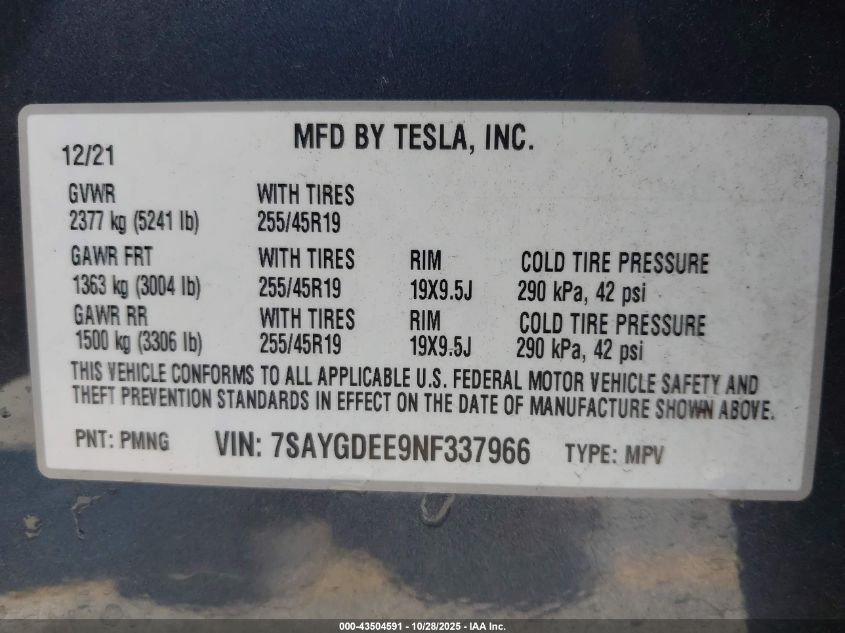 MFD BY TESLA, INC.
12/21
GVWR WITH TIRES
2377 kg (5241 lb) 255/45R19
GAWR FRT WITH TIRES RIM COLD TIRE PRESSURE
1363 kg (3004 lb) 255/45R19 19X9.5J 290 kPa, 42 psi
GAWR RR WITH TIRES RIM COLD TIRE PRESSURE
1500 kg (3306 lb) 255/45R19 19X9.5J 290 kPa, 42 psi
THIS VEHICLE CONFORMS TO ALL APPLICABLE U.S. FEDERAL MOTOR VEHICLE SAFETY AND
THEFT PREVENTION STANDARDS IN EFFECT ON THE DATE OF MANUFACTURE SHOWN ABOVE.
PNT: PMNG VIN: 7SAYGDEE9NF337966 TYPE: MPV
000-43504591 - 10/28/2025 - IAA Inc.